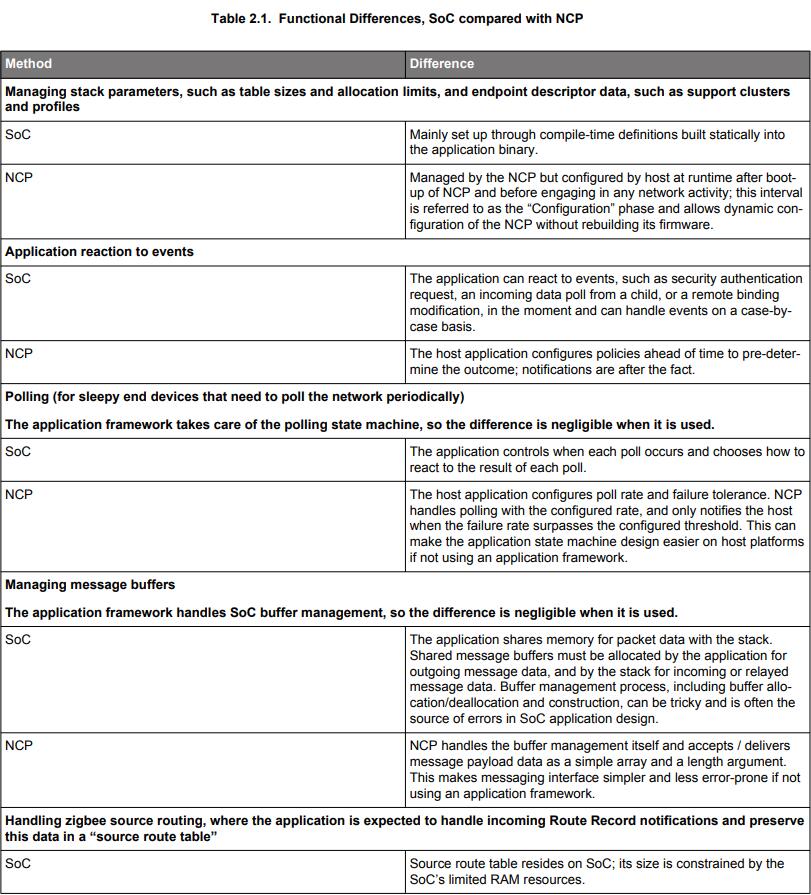 Table 2.1. Functional Differences, SoC compared with NCP
Method
Difference
Managing stack parameters, such as table sizes and allocation limits, and endpoint descriptor data, such as support clusters
and profiles
SoC
Mainly set up through compile-time definitions built statically into
the application binary.
NCP
Managed by the NCP but configured by host at runtime after boot-
up of NCP and before engaging in any network activity; this interval
is referred to as the “Configuration” phase and allows dynamic con-
figuration of the NCP without rebuilding its firmware.
Application reaction to events
SoC
The application can react to events, such as security authentication
request, an incoming data poll from a child, or a remote binding
modification, in the moment and can handle events on a case-by-
case basis.
NCP
The host application configures policies ahead of time to pre-deter-
mine the outcome; notifications are after the fact.
Polling (for sleepy end devices that need to poll the network periodically)
The application framework takes care of the polling state machine, so the difference is negligible when it is used.
SoC
The application controls when each poll occurs and chooses how to
react to the result of each poll.
NCP
The host application configures poll rate and failure tolerance. NCP
handles polling with the configured rate, and only notifies the host
when the failure rate surpasses the configured threshold. This can
make the application state machine design easier on host platforms
if not using an application framework.
Managing message buffers
The application framework handles SoC buffer management, so the difference is negligible when it is used.
SoC
The application shares memory for packet data with the stack.
Shared message buffers must be allocated by the application for
outgoing message data, and by the stack for incoming or relayed
message data. Buffer management process, including buffer allo-
cation/deallocation and construction, can be tricky and is often the
source of errors in SoC application design.
NCP
NCP handles the buffer management itself and accepts / delivers
message payload data as a simple array and a length argument.
This makes messaging interface simpler and less error-prone if not
using an application framework.
Handling zigbee source routing, where the application is expected to handle incoming Route Record notifications and preserve
this data in a “source route table”
SoC
Source route table resides on SoC; its size is constrained by the
SoC’s limited RAM resources.